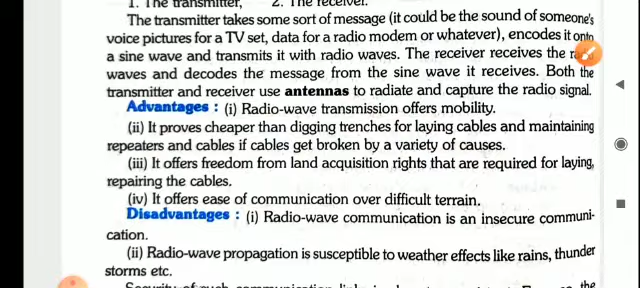 1. The transmitter, 2. The receiver.
The transmitter takes some sort of message (it could be the sound of someone's
voice pictures for a TV set, data for a radio modem or whatever), encodes it onto
a sine wave and transmits it with radio waves. The receiver receives the
waves and decodes the message from the sine wave it receives. Both the
transmitter and receiver use antennas to radiate and capture the radio signal.
Advantages : (i) Radio-wave transmission offers mobility.
(ii) It proves cheaper than digging trenches for laying cables and maintaining
repeaters and cables if cables get broken by a variety of causes.
(iii) It offers freedom from land acquisition rights that are required for laying,
repairing the cables.
(iv) It offers ease of communication over difficult terrain.
Disadvantages : (i) Radio-wave communication is an insecure communi-
cation.
(ii) Radio-wave propagation is susceptible to weather effects like rains, thunder
storms etc.
the